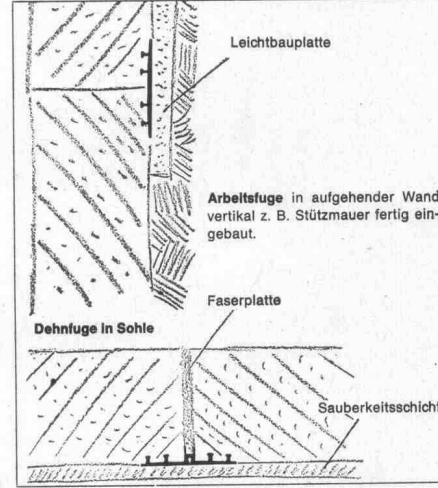 Leichtbauplatte
Arbeitsfuge in aufgehender Wand
vertikal z. B. Stützmauer fertig ein-
gebaut.
Faserplatte
Dehnfuge in Sohle
Sauberkeitsschicht